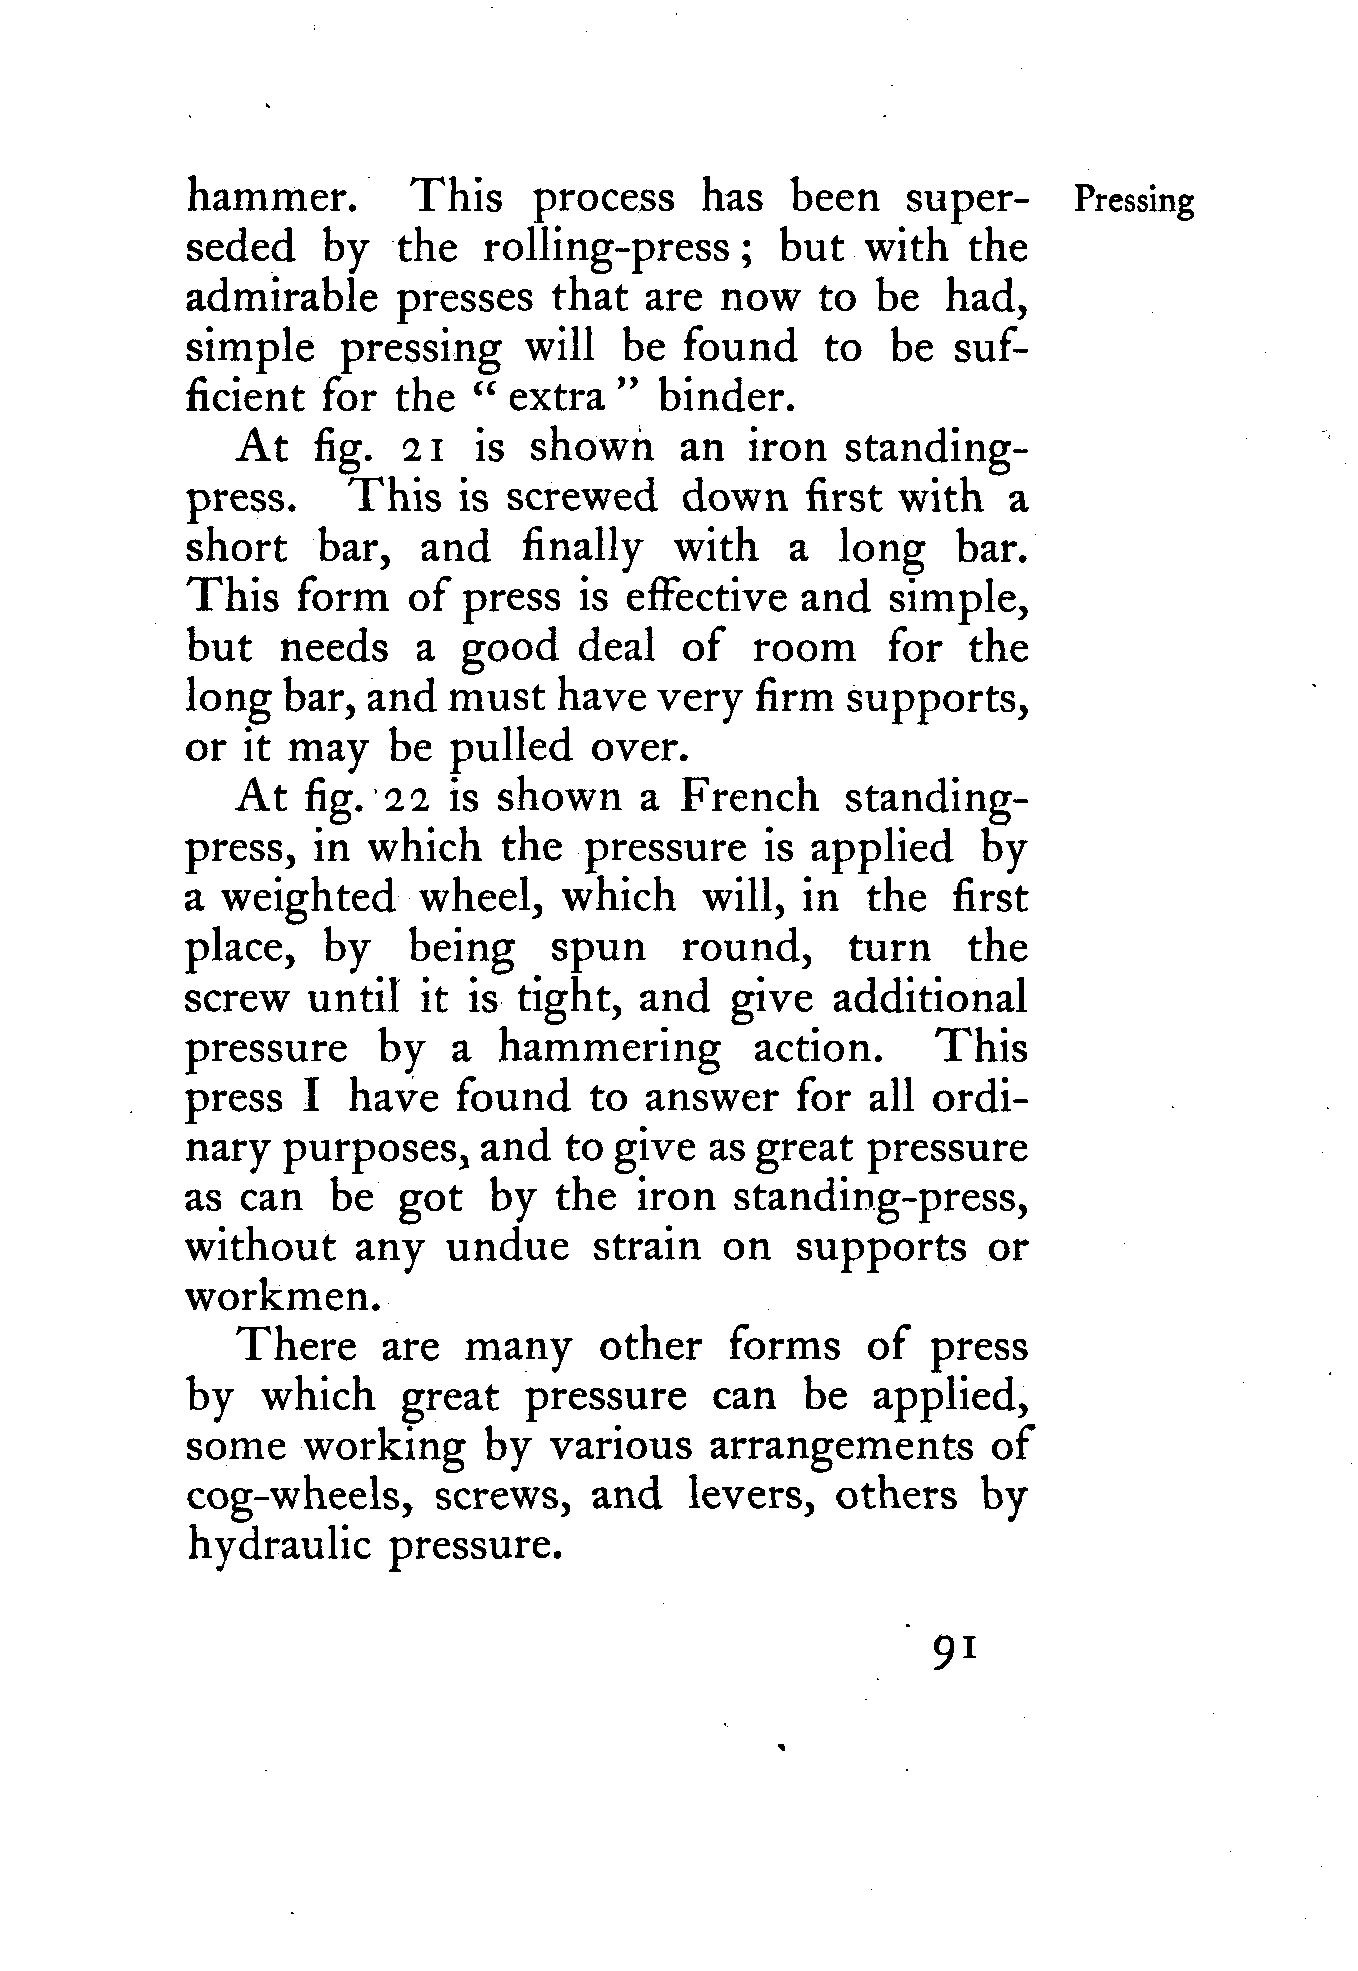 hammer. This process has been super- Pressing
seded by the rolling-press; but with the
admirable presses that are now to be had,
simple pressing will be found to be suf-
ficient for the “extra” binder.
At fig. 21 is shown an iron standing-
press. This is screwed down first with a
short bar, and finally with a long bar.
This form of press is effective and simple,
but needs a good deal of room for the
long bar, and must have very firm supports,
or it may be pulled over.
At fig. 22 is shown a French standing-
press, in which the pressure is applied by
a weighted wheel, which will, in the first
place, by being spun round, turn the
screw until it is tight, and give additional
pressure by a hammering action. This
press I have found to answer for all ordi-
nary purposes, and to give as great pressure
as can be got by the iron standing-press,
without any undue strain on supports or
workmen.
There are many other forms of press
by which great pressure can be applied,
some working by various arrangements of
cog-wheels, screws, and levers, others by
hydraulic pressure.
91